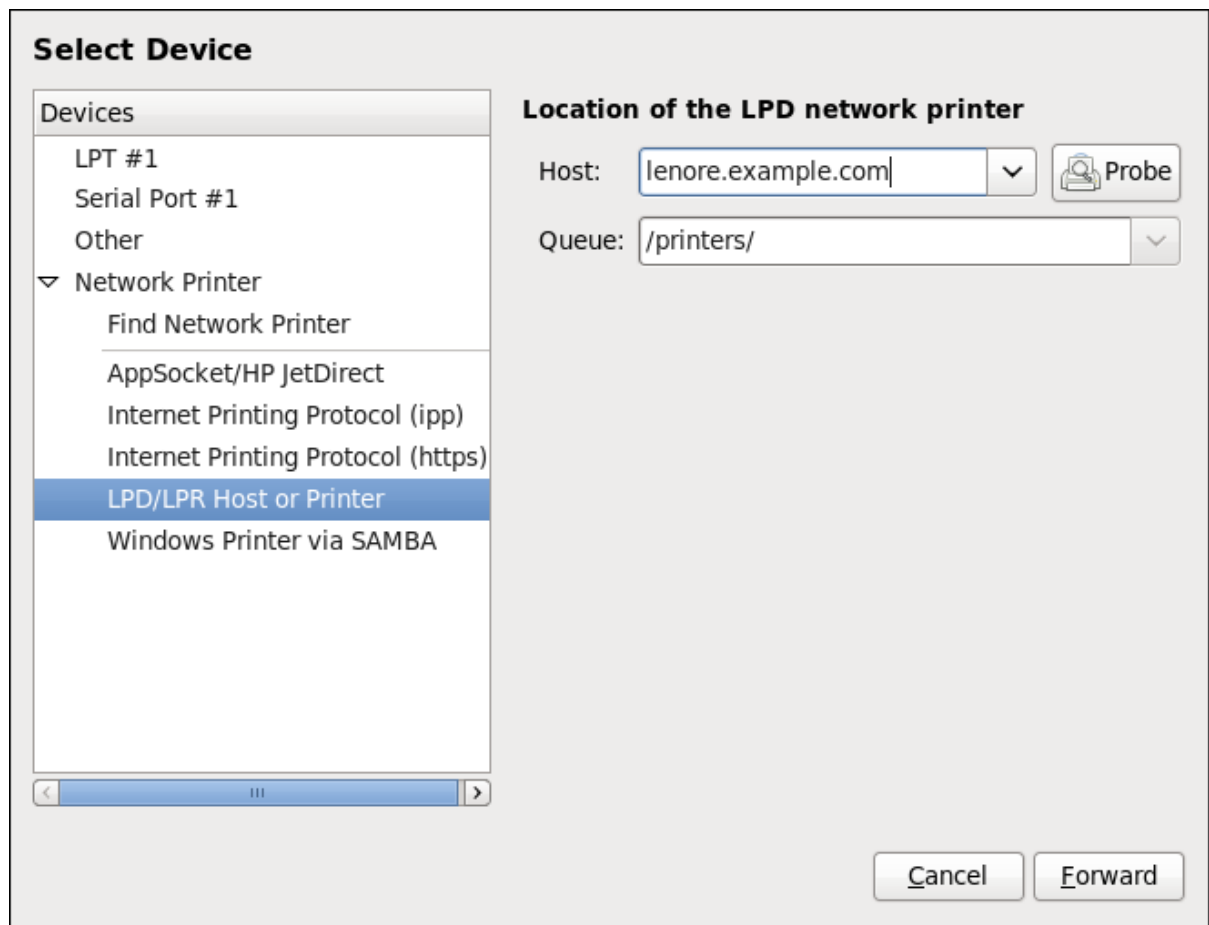 Select Device
Devices
LPT #1
Serial Port #1
Other
Network Printer
Find Network Printer
AppSocket/HP JetDirect
Internet Printing Protocol (ipp)
Internet Printing Protocol (https)
LPD/LPR Host or Printer
Windows Printer via SAMBA
Location of the LPD network printer
Host: lenore.example.com Probe
Queue: /printers/
Cancel Forward